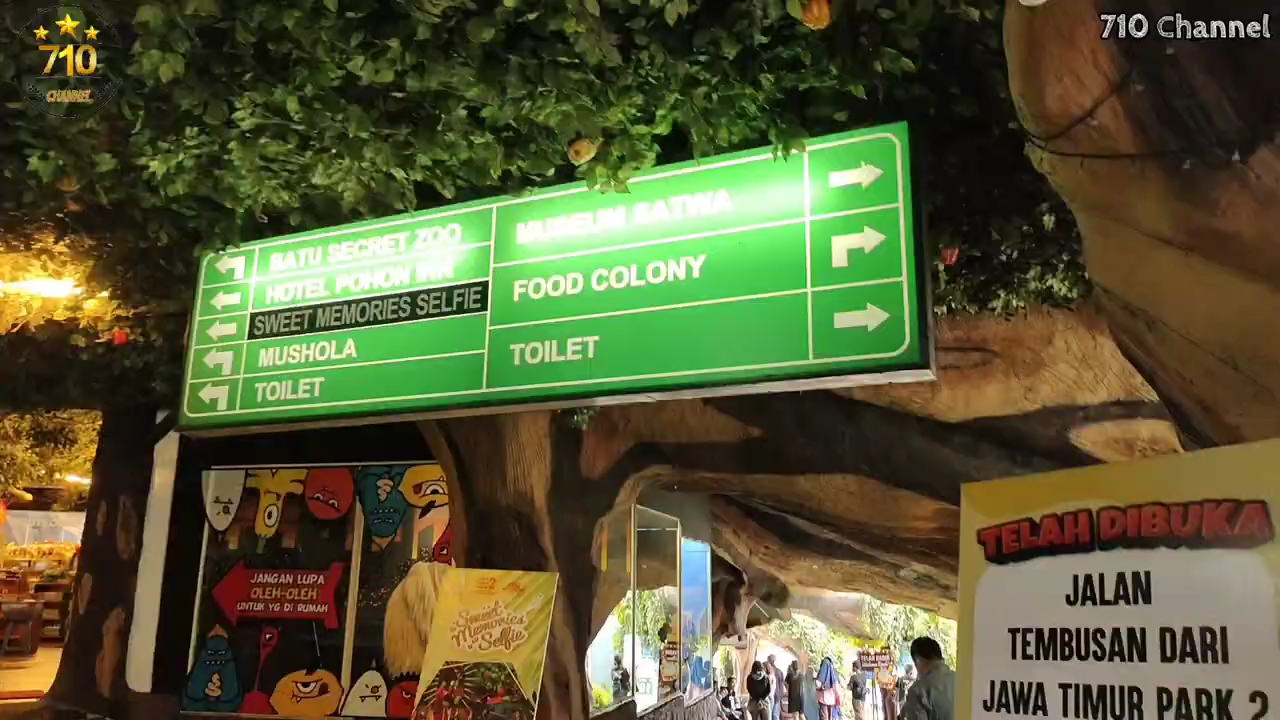 710
CHANNEL
710 Channel
BATU SECRET ZOO
HOTEL POHON INN
SWEET MEMORIES SELFIE
MUSHOLA
TOILET
MUSEUM SATWA
FOOD COLONY
TOILET
JANGAN LUPA
OLEH-OLEH
UNTUK YG DI RUMAH
Sweet
Memories
Selfie
TELAH DIBUKA
JALAN
TEMBUSAN DARI
JAWA TIMUR PARK 2